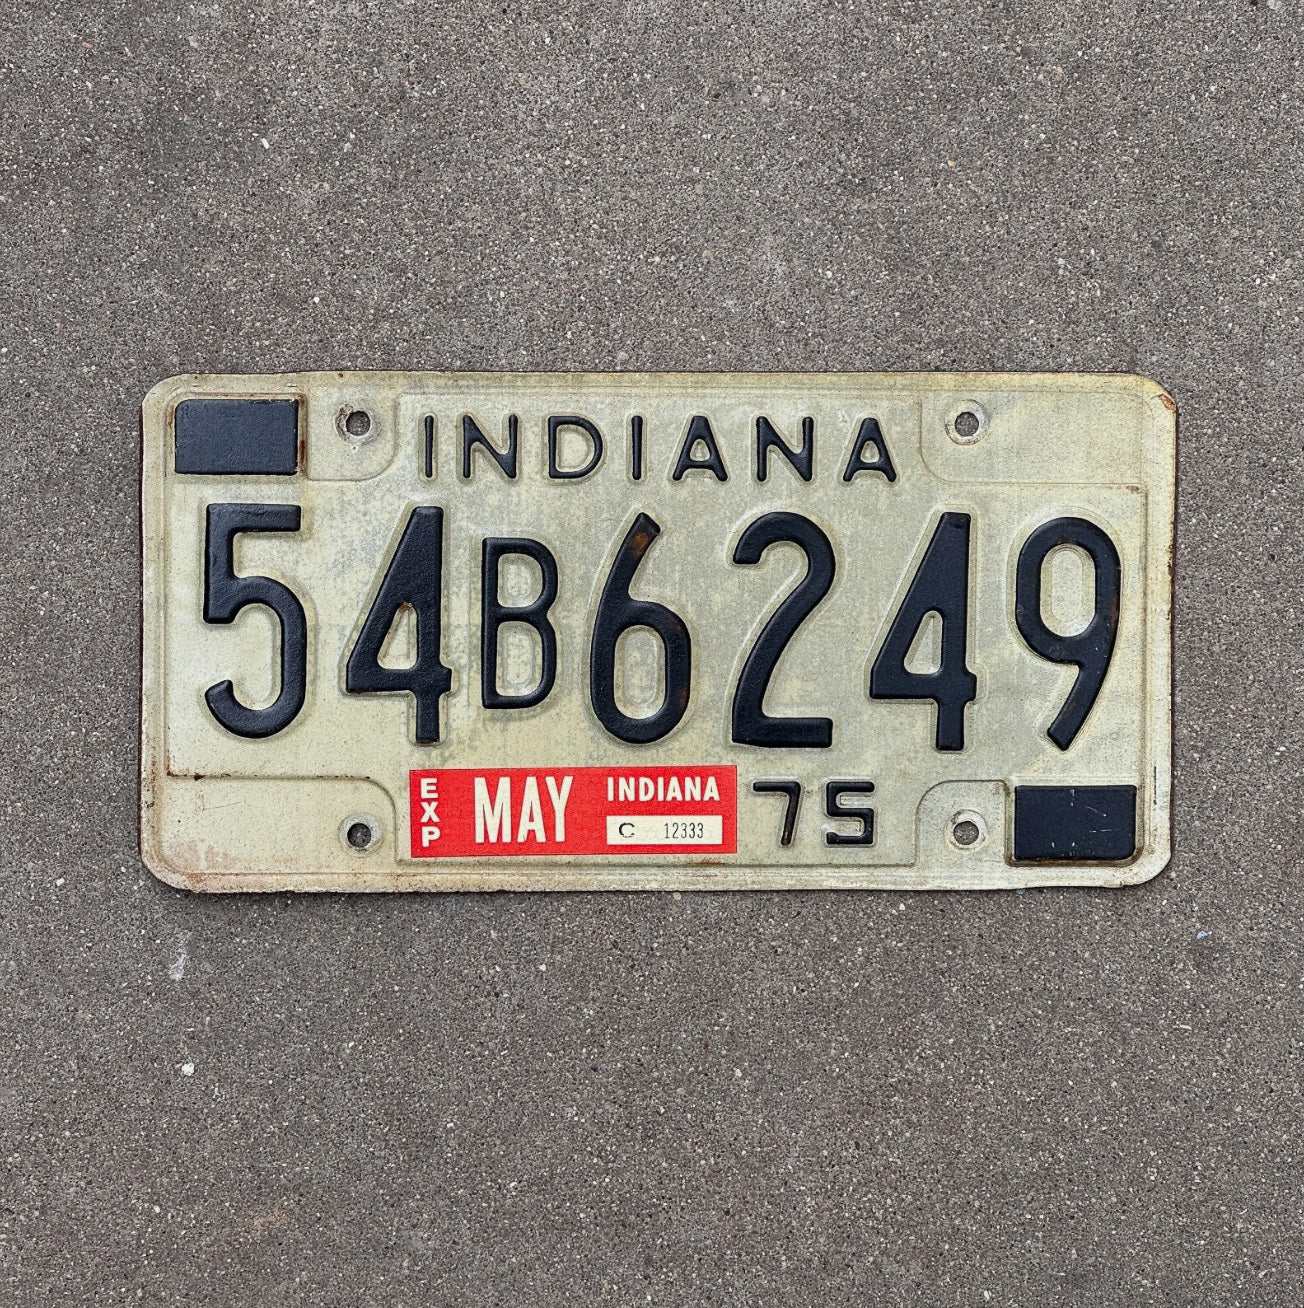 INDIANA
54B6249
EXP MAY INDIANA 75
C 12333